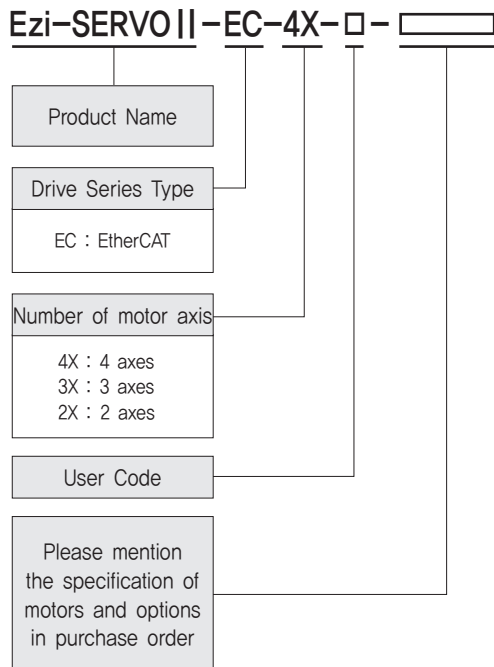 Ezi-SERVO II-EC-4X-□-▭
Product Name
Drive Series Type
EC : EtherCAT
Number of motor axis
4X : 4 axes
3X : 3 axes
2X : 2 axes
User Code
Please mention
the specification of
motors and options
in purchase order